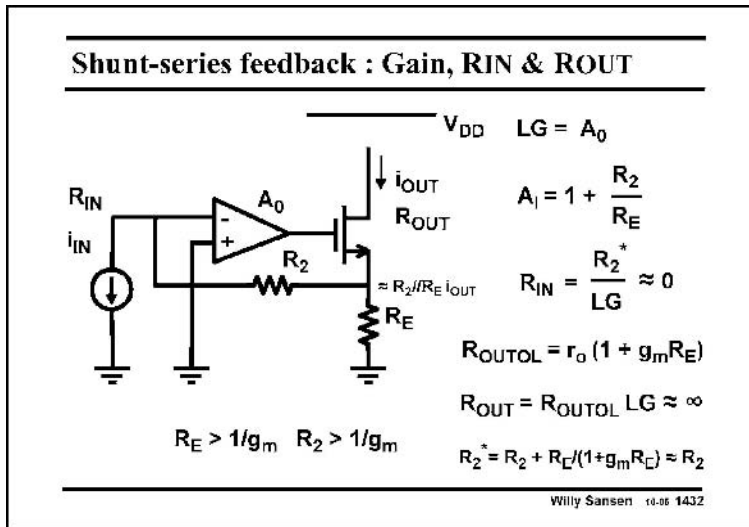 Shunt-series feedback : Gain, RIN & ROUT
VDD
LG = A0
iOUT
ROUT
AI = 1 + R2 / RE
RIN
iIN
A0
-
+
R2
≈ R2//RE iOUT
RE
RIN = R2* / LG ≈ 0
ROUTOL = ro (1 + gmRE)
ROUT = ROUTOL LG ≈ ∞
RE > 1/gm R2 > 1/gm
R2* = R2 + RE/(1+gmRE) ≈ R2
Willy Sansen 10-05 1432